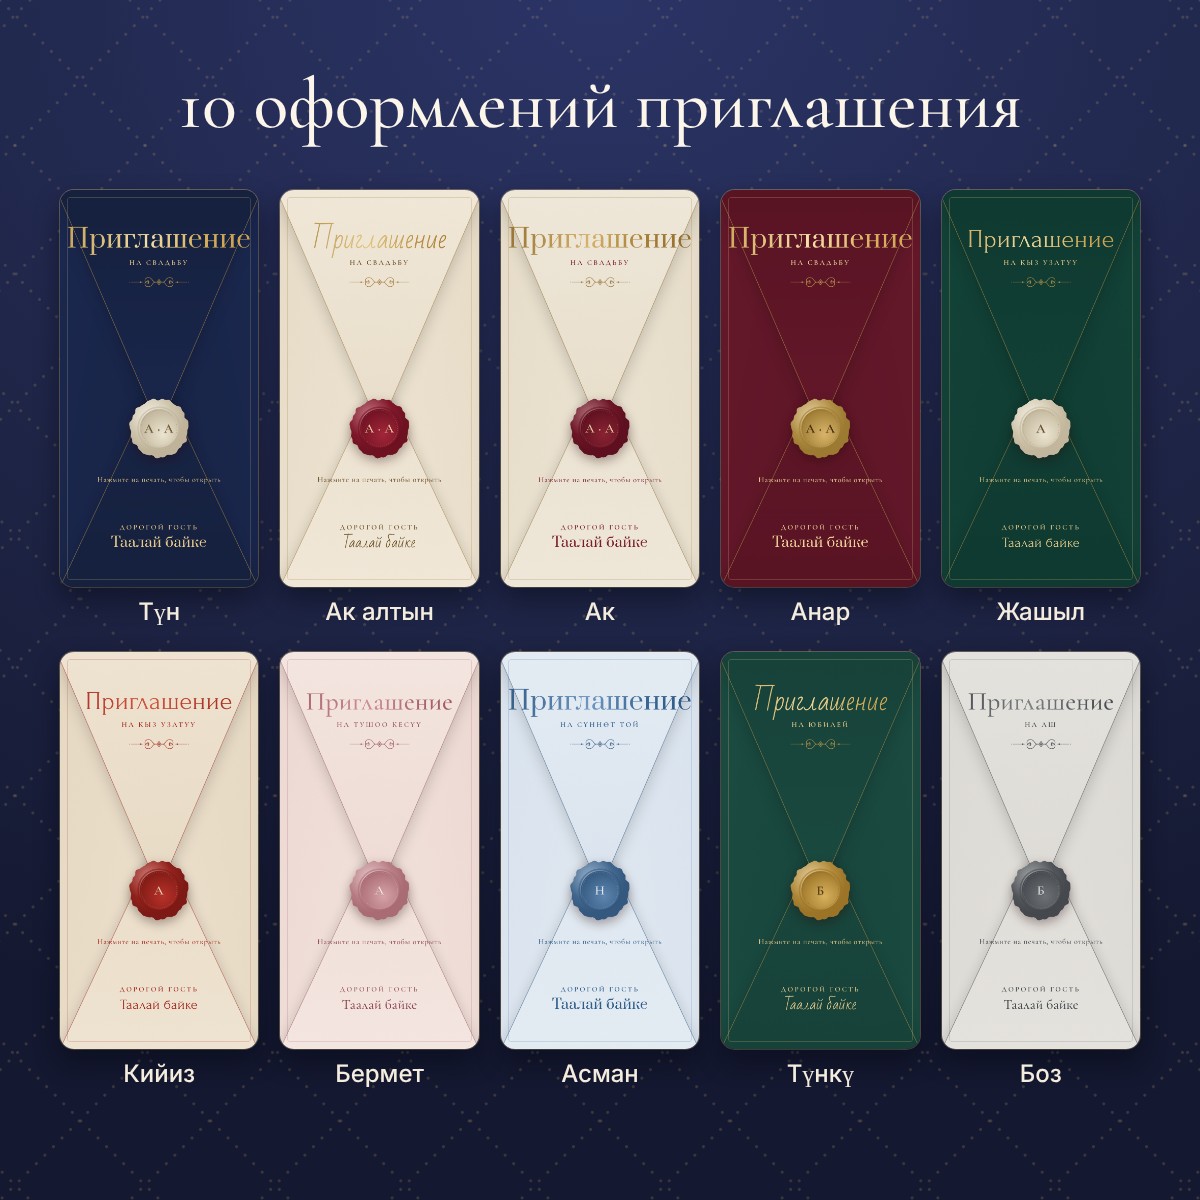 10 оформлений приглашения
Приглашение
НА СВАДЬБУ
А · А
Нажмите на печать, чтобы открыть
ДОРОГОЙ ГОСТЬ
Таалай байке
Түн
Приглашение
НА СВАДЬБУ
А · А
Нажмите на печать, чтобы открыть
ДОРОГОЙ ГОСТЬ
Таалай байке
Ак алтын
Приглашение
НА СВАДЬБУ
А · А
Нажмите на печать, чтобы открыть
ДОРОГОЙ ГОСТЬ
Таалай байке
Ак
Приглашение
НА СВАДЬБУ
А · А
Нажмите на печать, чтобы открыть
ДОРОГОЙ ГОСТЬ
Таалай байке
Анар
Приглашение
НА КЫЗ УЗАТУУ
А
Нажмите на печать, чтобы открыть
ДОРОГОЙ ГОСТЬ
Таалай байке
Жашыл
Приглашение
НА КЫЗ УЗАТУУ
А
Нажмите на печать, чтобы открыть
ДОРОГОЙ ГОСТЬ
Таалай байке
Кийиз
Приглашение
НА ТУШОО КЕСҮҮ
А
Нажмите на печать, чтобы открыть
ДОРОГОЙ ГОСТЬ
Таалай байке
Бермет
Приглашение
НА СҮННӨТ ТОЙ
Н
Нажмите на печать, чтобы открыть
ДОРОГОЙ ГОСТЬ
Таалай байке
Асман
Приглашение
НА ЮБИЛЕЙ
Б
Нажмите на печать, чтобы открыть
ДОРОГОЙ ГОСТЬ
Таалай байке
Түнкү
Приглашение
НА АШ
Б
Нажмите на печать, чтобы открыть
ДОРОГОЙ ГОСТЬ
Таалай байке
Боз